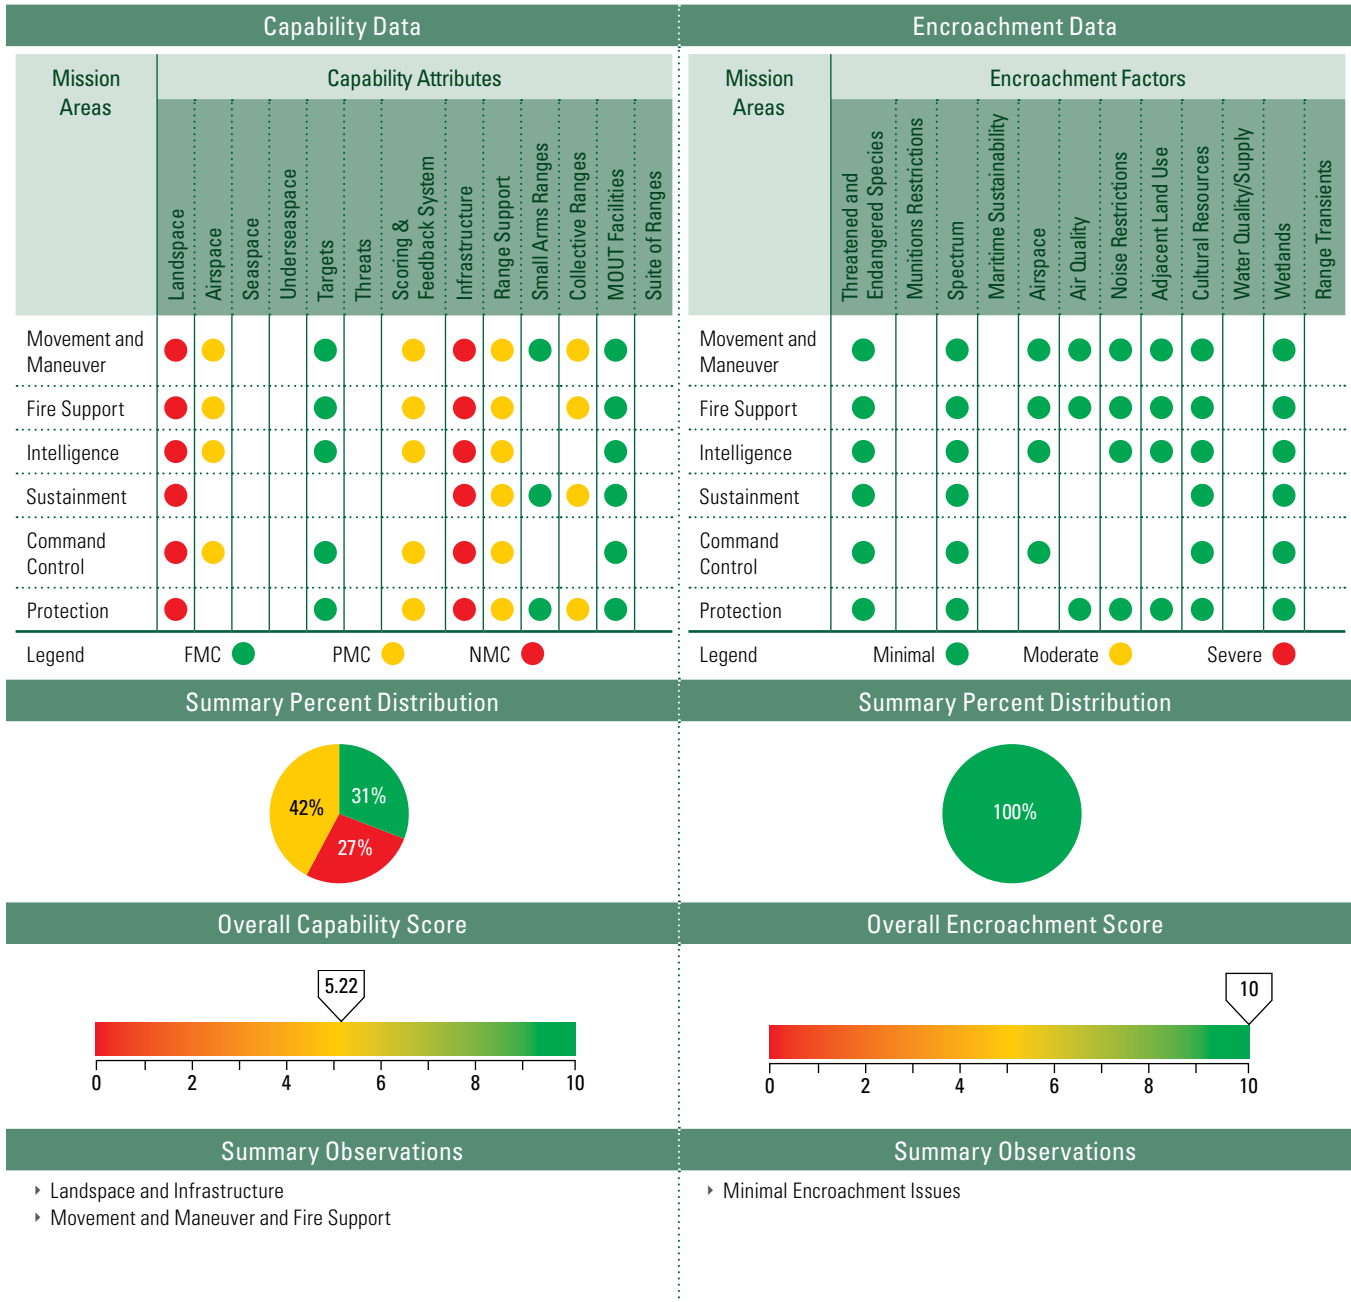 Capability Data
Mission
Areas
Capability Attributes
Landspace
Airspace
Seaspace
Underseaspace
Targets
Threats
Scoring &
Feedback System
Infrastructure
Range Support
Small Arms Ranges
Collective Ranges
MOUT Facilities
Suite of Ranges
Movement and
Maneuver
Fire Support
Intelligence
Sustainment
Command
Control
Protection
Legend FMC PMC NMC
Summary Percent Distribution
42%
31%
27%
Overall Capability Score
5.22
0 2 4 6 8 10
Summary Observations
‣ Landspace and Infrastructure
‣ Movement and Maneuver and Fire Support
Encroachment Data
Mission
Areas
Encroachment Factors
Threatened and
Endangered Species
Munitions Restrictions
Spectrum
Maritime Sustainability
Airspace
Air Quality
Noise Restrictions
Adjacent Land Use
Cultural Resources
Water Quality/Supply
Wetlands
Range Transients
Movement and
Maneuver
Fire Support
Intelligence
Sustainment
Command
Control
Protection
Legend Minimal Moderate Severe
Summary Percent Distribution
100%
Overall Encroachment Score
10
0 2 4 6 8 10
Summary Observations
‣ Minimal Encroachment Issues